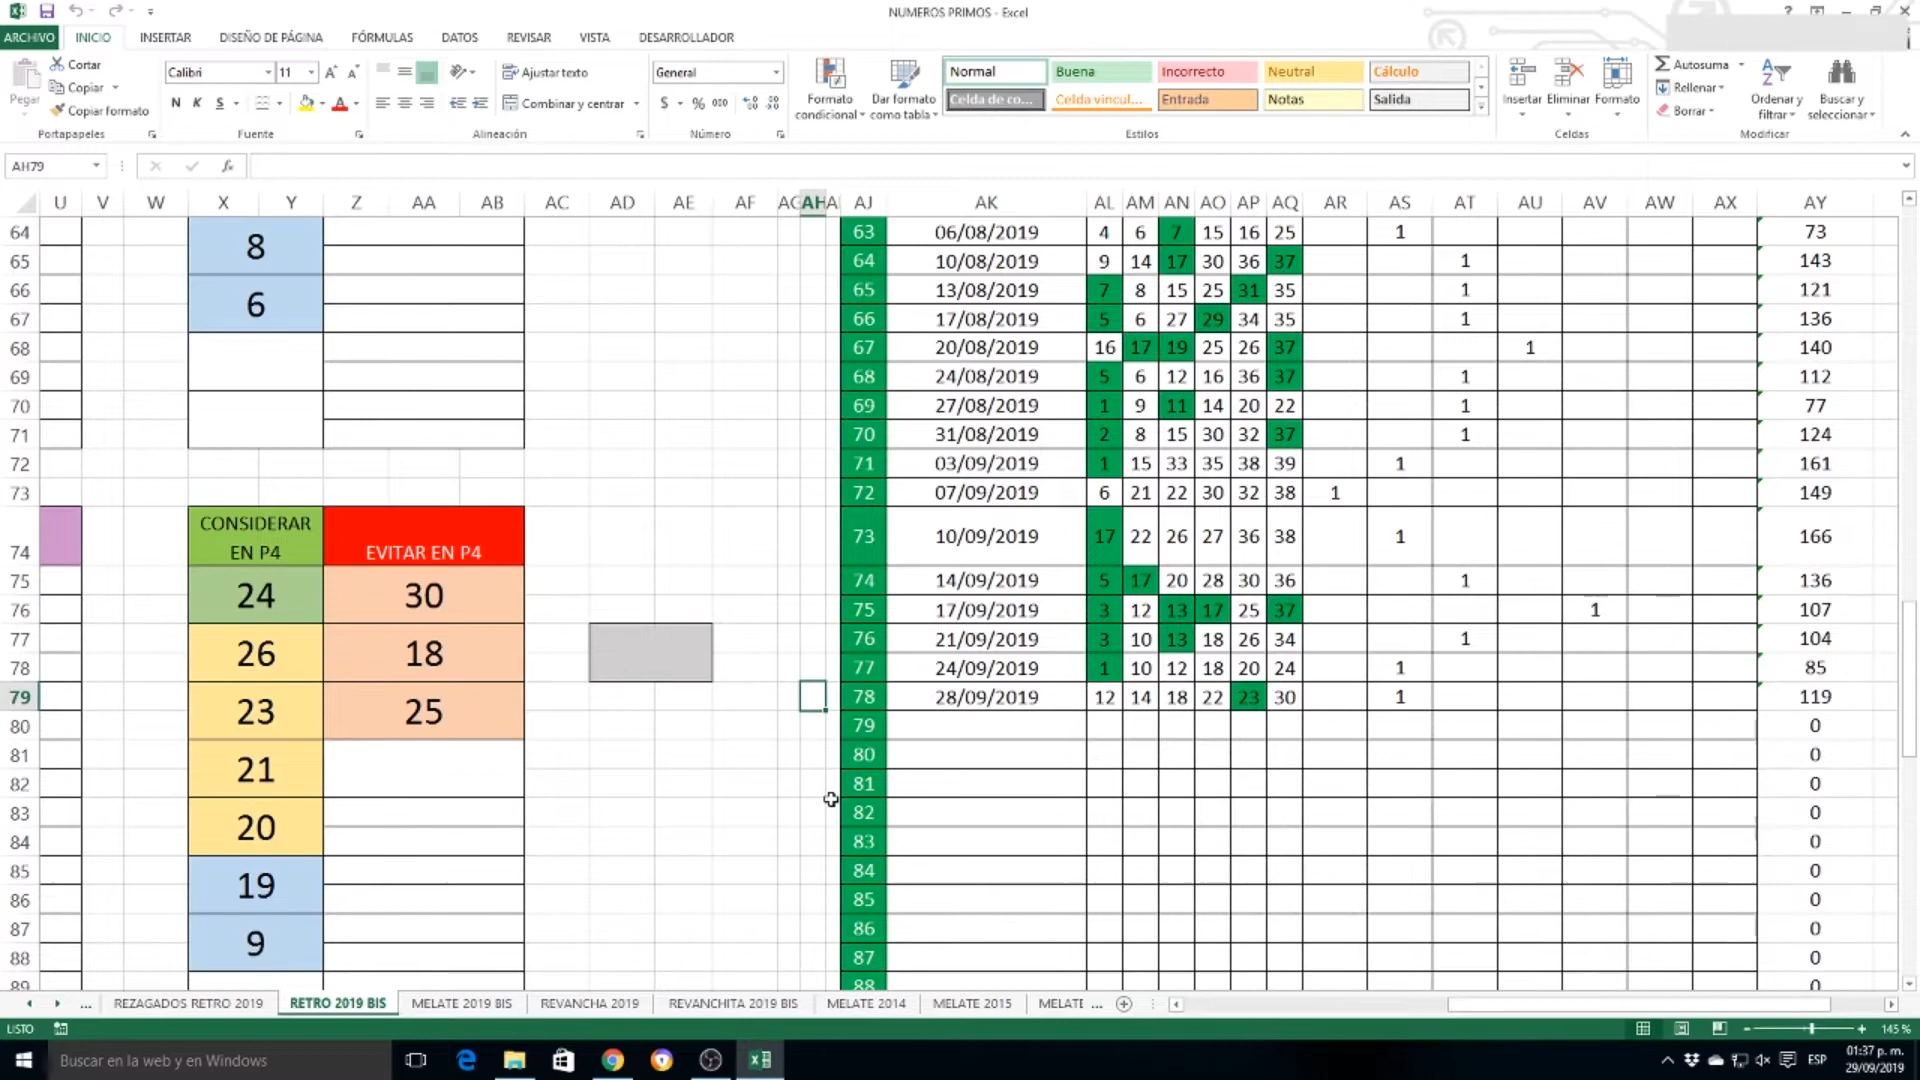 NUMEROS PRIMOS - Excel
ARCHIVO INICIO INSERTAR DISEÑO DE PÁGINA FÓRMULAS DATOS REVISAR VISTA DESARROLLADOR
Pegar Cortar Copiar Copiar formato Portapapeles
Calibri 11 N K S Fuente
Ajustar texto Combinar y centrar Alineación
General $ % 000 Número
Formato condicional Dar formato como tabla
Normal Buena Incorrecto Neutral Cálculo
Celda de co... Celda vincul... Entrada Notas Salida
Estilos
Insertar Eliminar Formato Celdas
Autosuma Rellenar Borrar Ordenar y filtrar Buscar y seleccionar Modificar
AH79 fx
U V W X Y Z AA AB AC AD AE AF AG AH AI AJ AK AL AM AN AO AP AQ AR AS AT AU AV AW AX AY
64 8 63 06/08/2019 4 6 7 15 16 25 1 73
65 64 10/08/2019 9 14 17 30 36 37 1 143
66 6 65 13/08/2019 7 8 15 25 31 35 1 121
67 66 17/08/2019 5 6 27 29 34 35 1 136
68 67 20/08/2019 16 17 19 25 26 37 1 140
69 68 24/08/2019 5 6 12 16 36 37 1 112
70 69 27/08/2019 1 9 11 14 20 22 1 77
71 70 31/08/2019 2 8 15 30 32 37 1 124
72 71 03/09/2019 1 15 33 35 38 39 1 161
73 72 07/09/2019 6 21 22 30 32 38 1 149
74 CONSIDERAR EN P4 EVITAR EN P4 73 10/09/2019 17 22 26 27 36 38 1 166
75 24 30 74 14/09/2019 5 17 20 28 30 36 1 136
76 75 17/09/2019 3 12 13 17 25 37 1 107
77 26 18 76 21/09/2019 3 10 13 18 26 34 1 104
78 77 24/09/2019 1 10 12 18 20 24 1 85
79 23 25 78 28/09/2019 12 14 18 22 23 30 1 119
80 79 0
81 21 80 0
82 81 0
83 20 82 0
84 83 0
85 19 84 0
86 85 0
87 9 86 0
88 87 0
89 88 0
... REZAGADOS RETRO 2019 RETRO 2019 BIS MELATE 2019 BIS REVANCHA 2019 REVANCHITA 2019 BIS MELATE 2014 MELATE 2015 MELATE ...
LISTO 145 %
Buscar en la web y en Windows ESP 01:37 p. m.
29/09/2019